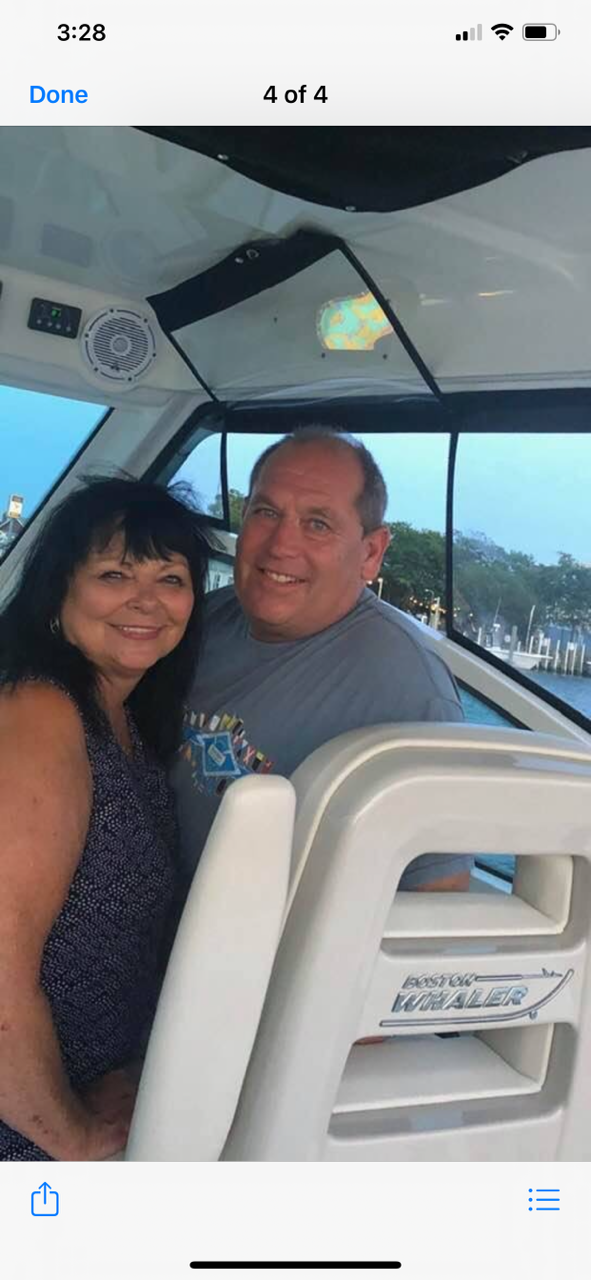 3:28
Done
4 of 4
BOSTON
WHALER